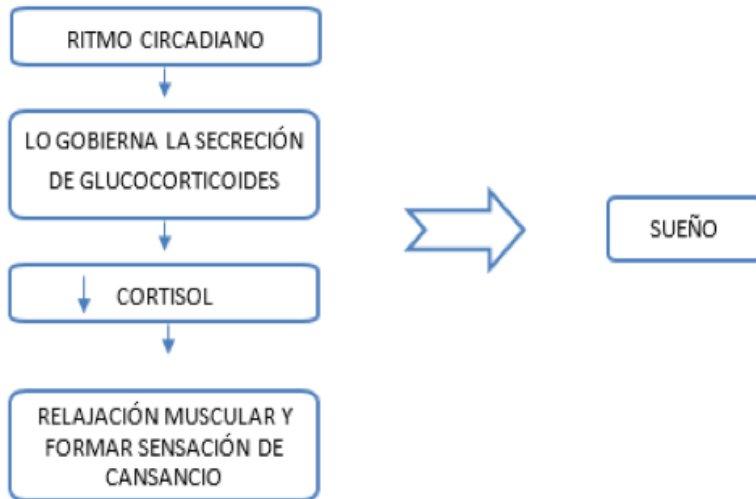 RITMO CIRCADIANO
LO GOBIERNA LA SECRECIÓN
DE GLUCOCORTICOIDES
CORTISOL
RELAJACIÓN MUSCULAR Y
FORMAR SENSACIÓN DE
CANSANCIO
SUEÑO